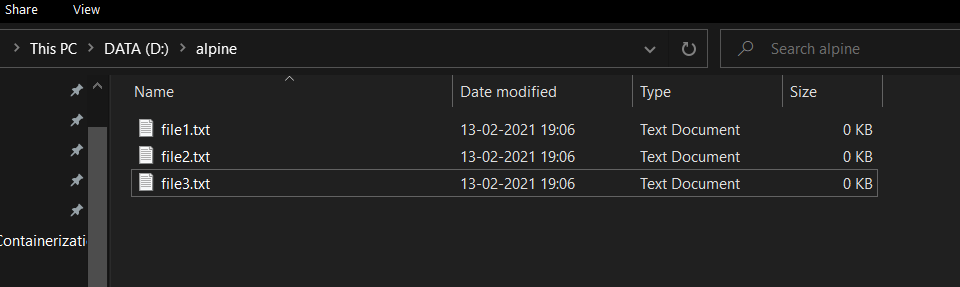 Share View
This PC > DATA (D:) > alpine Search alpine
Name Date modified Type Size
file1.txt 13-02-2021 19:06 Text Document 0 KB
file2.txt 13-02-2021 19:06 Text Document 0 KB
file3.txt 13-02-2021 19:06 Text Document 0 KB
Containerizati